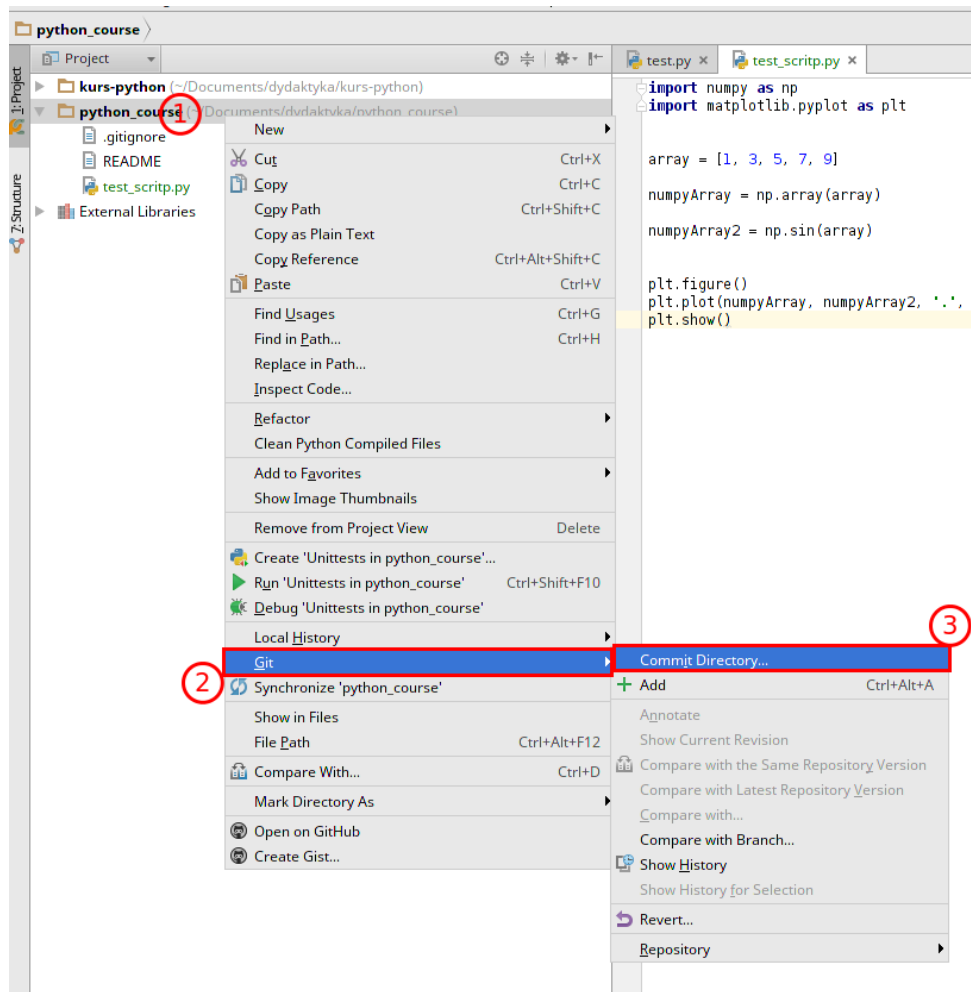 python_course
1: Project
7: Structure
Project
kurs-python (~/Documents/dydaktyka/kurs-python)
python_course (~/Documents/dydaktyka/python_course)
.gitignore
README
test_scritp.py
External Libraries
1
New
Cut Ctrl+X
Copy Ctrl+C
Copy Path Ctrl+Shift+C
Copy as Plain Text
Copy Reference Ctrl+Alt+Shift+C
Paste Ctrl+V
Find Usages Ctrl+G
Find in Path... Ctrl+H
Replace in Path...
Inspect Code...
Refactor
Clean Python Compiled Files
Add to Favorites
Show Image Thumbnails
Remove from Project View Delete
Create 'Unittests in python_course'...
Run 'Unittests in python_course' Ctrl+Shift+F10
Debug 'Unittests in python_course'
Local History
Git
2
Synchronize 'python_course'
Show in Files
File Path Ctrl+Alt+F12
Compare With... Ctrl+D
Mark Directory As
Open on GitHub
Create Gist...
3
Commit Directory...
Add Ctrl+Alt+A
Annotate
Show Current Revision
Compare with the Same Repository Version
Compare with Latest Repository Version
Compare with...
Compare with Branch...
Show History
Show History for Selection
Revert...
Repository
test.py
test_scritp.py
import numpy as np
import matplotlib.pyplot as plt
array = [1, 3, 5, 7, 9]
numpyArray = np.array(array)
numpyArray2 = np.sin(array)
plt.figure()
plt.plot(numpyArray, numpyArray2, '.',
plt.show()